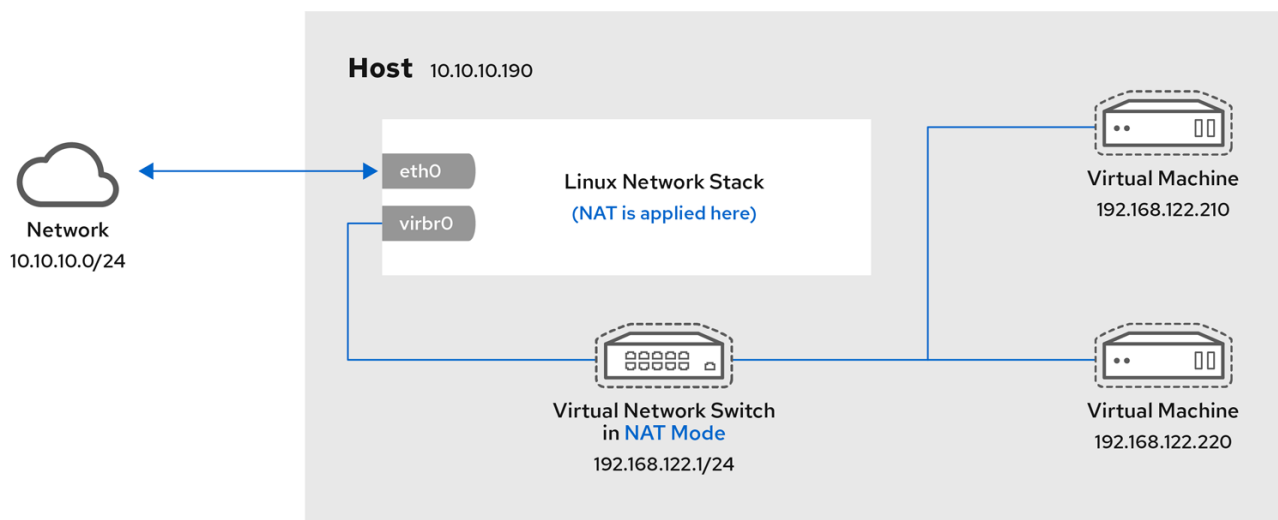 Host 10.10.10.190
eth0
Linux Network Stack
(NAT is applied here)
virbr0
Network
10.10.10.0/24
Virtual Machine
192.168.122.210
Virtual Network Switch
in NAT Mode
192.168.122.1/24
Virtual Machine
192.168.122.220